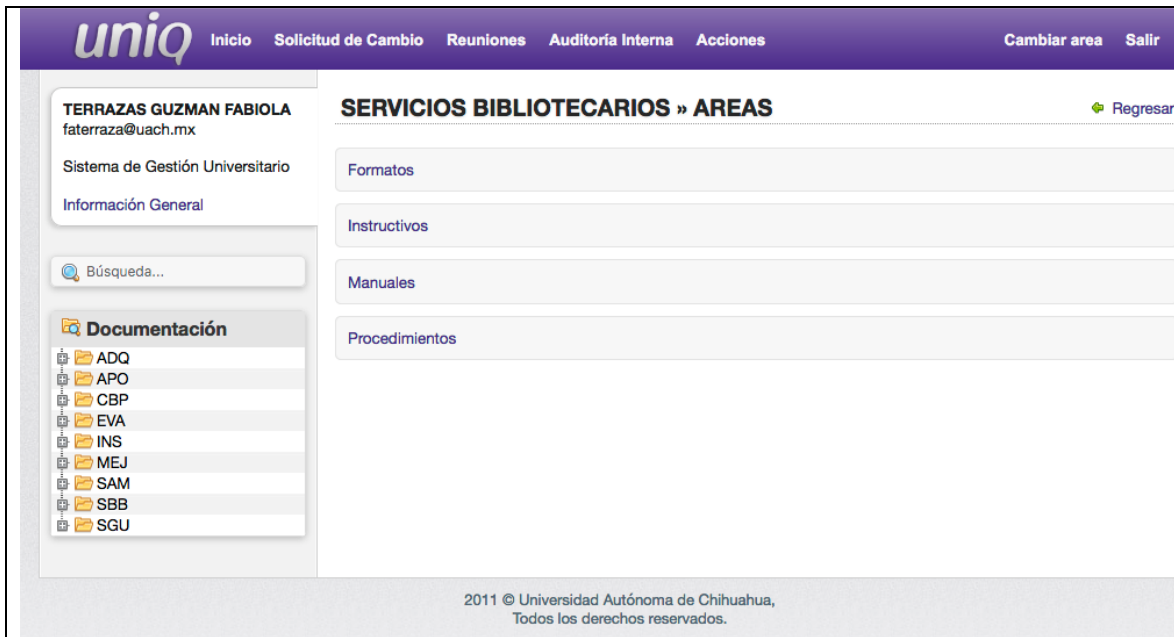 uniq Inicio Solicitud de Cambio Reuniones Auditoría Interna Acciones Cambiar area Salir
TERRAZAS GUZMAN FABIOLA
faterraza@uach.mx
Sistema de Gestión Universitario
Información General
Búsqueda...
Documentación
ADQ
APO
CBP
EVA
INS
MEJ
SAM
SBB
SGU
SERVICIOS BIBLIOTECARIOS » AREAS
Regresar
Formatos
Instructivos
Manuales
Procedimientos
2011 © Universidad Autónoma de Chihuahua,
Todos los derechos reservados.